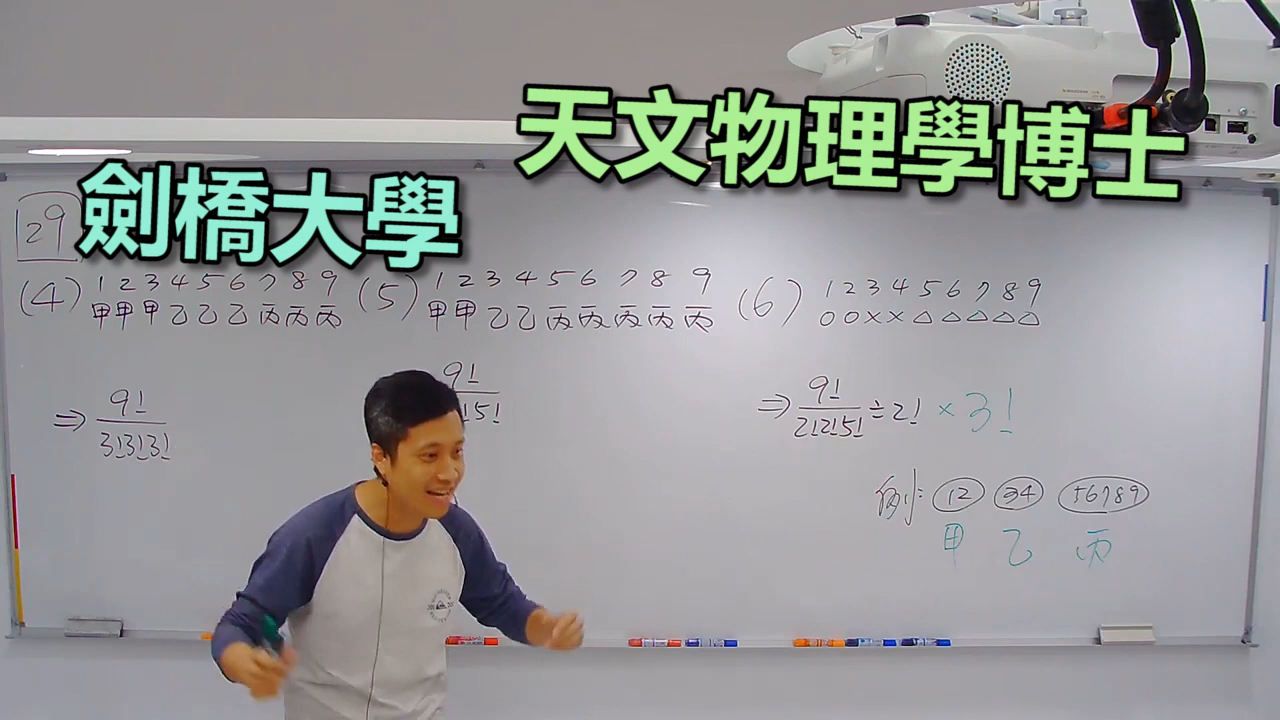 天文物理學博士
劍橋大學
29
(4) 1 2 3 4 5 6 7 8 9
甲甲甲乙乙乙丙丙丙
⇒ 9!
3!3!3!
(5) 1 2 3 4 5 6 7 8 9
甲甲乙乙丙丙丙丙丙
9!
5!
(6) 1 2 3 4 5 6 7 8 9
○○××△△△△△
⇒ 9!
2!2!5!
÷2! ×3!
例: 12 34 56789
甲 乙 丙